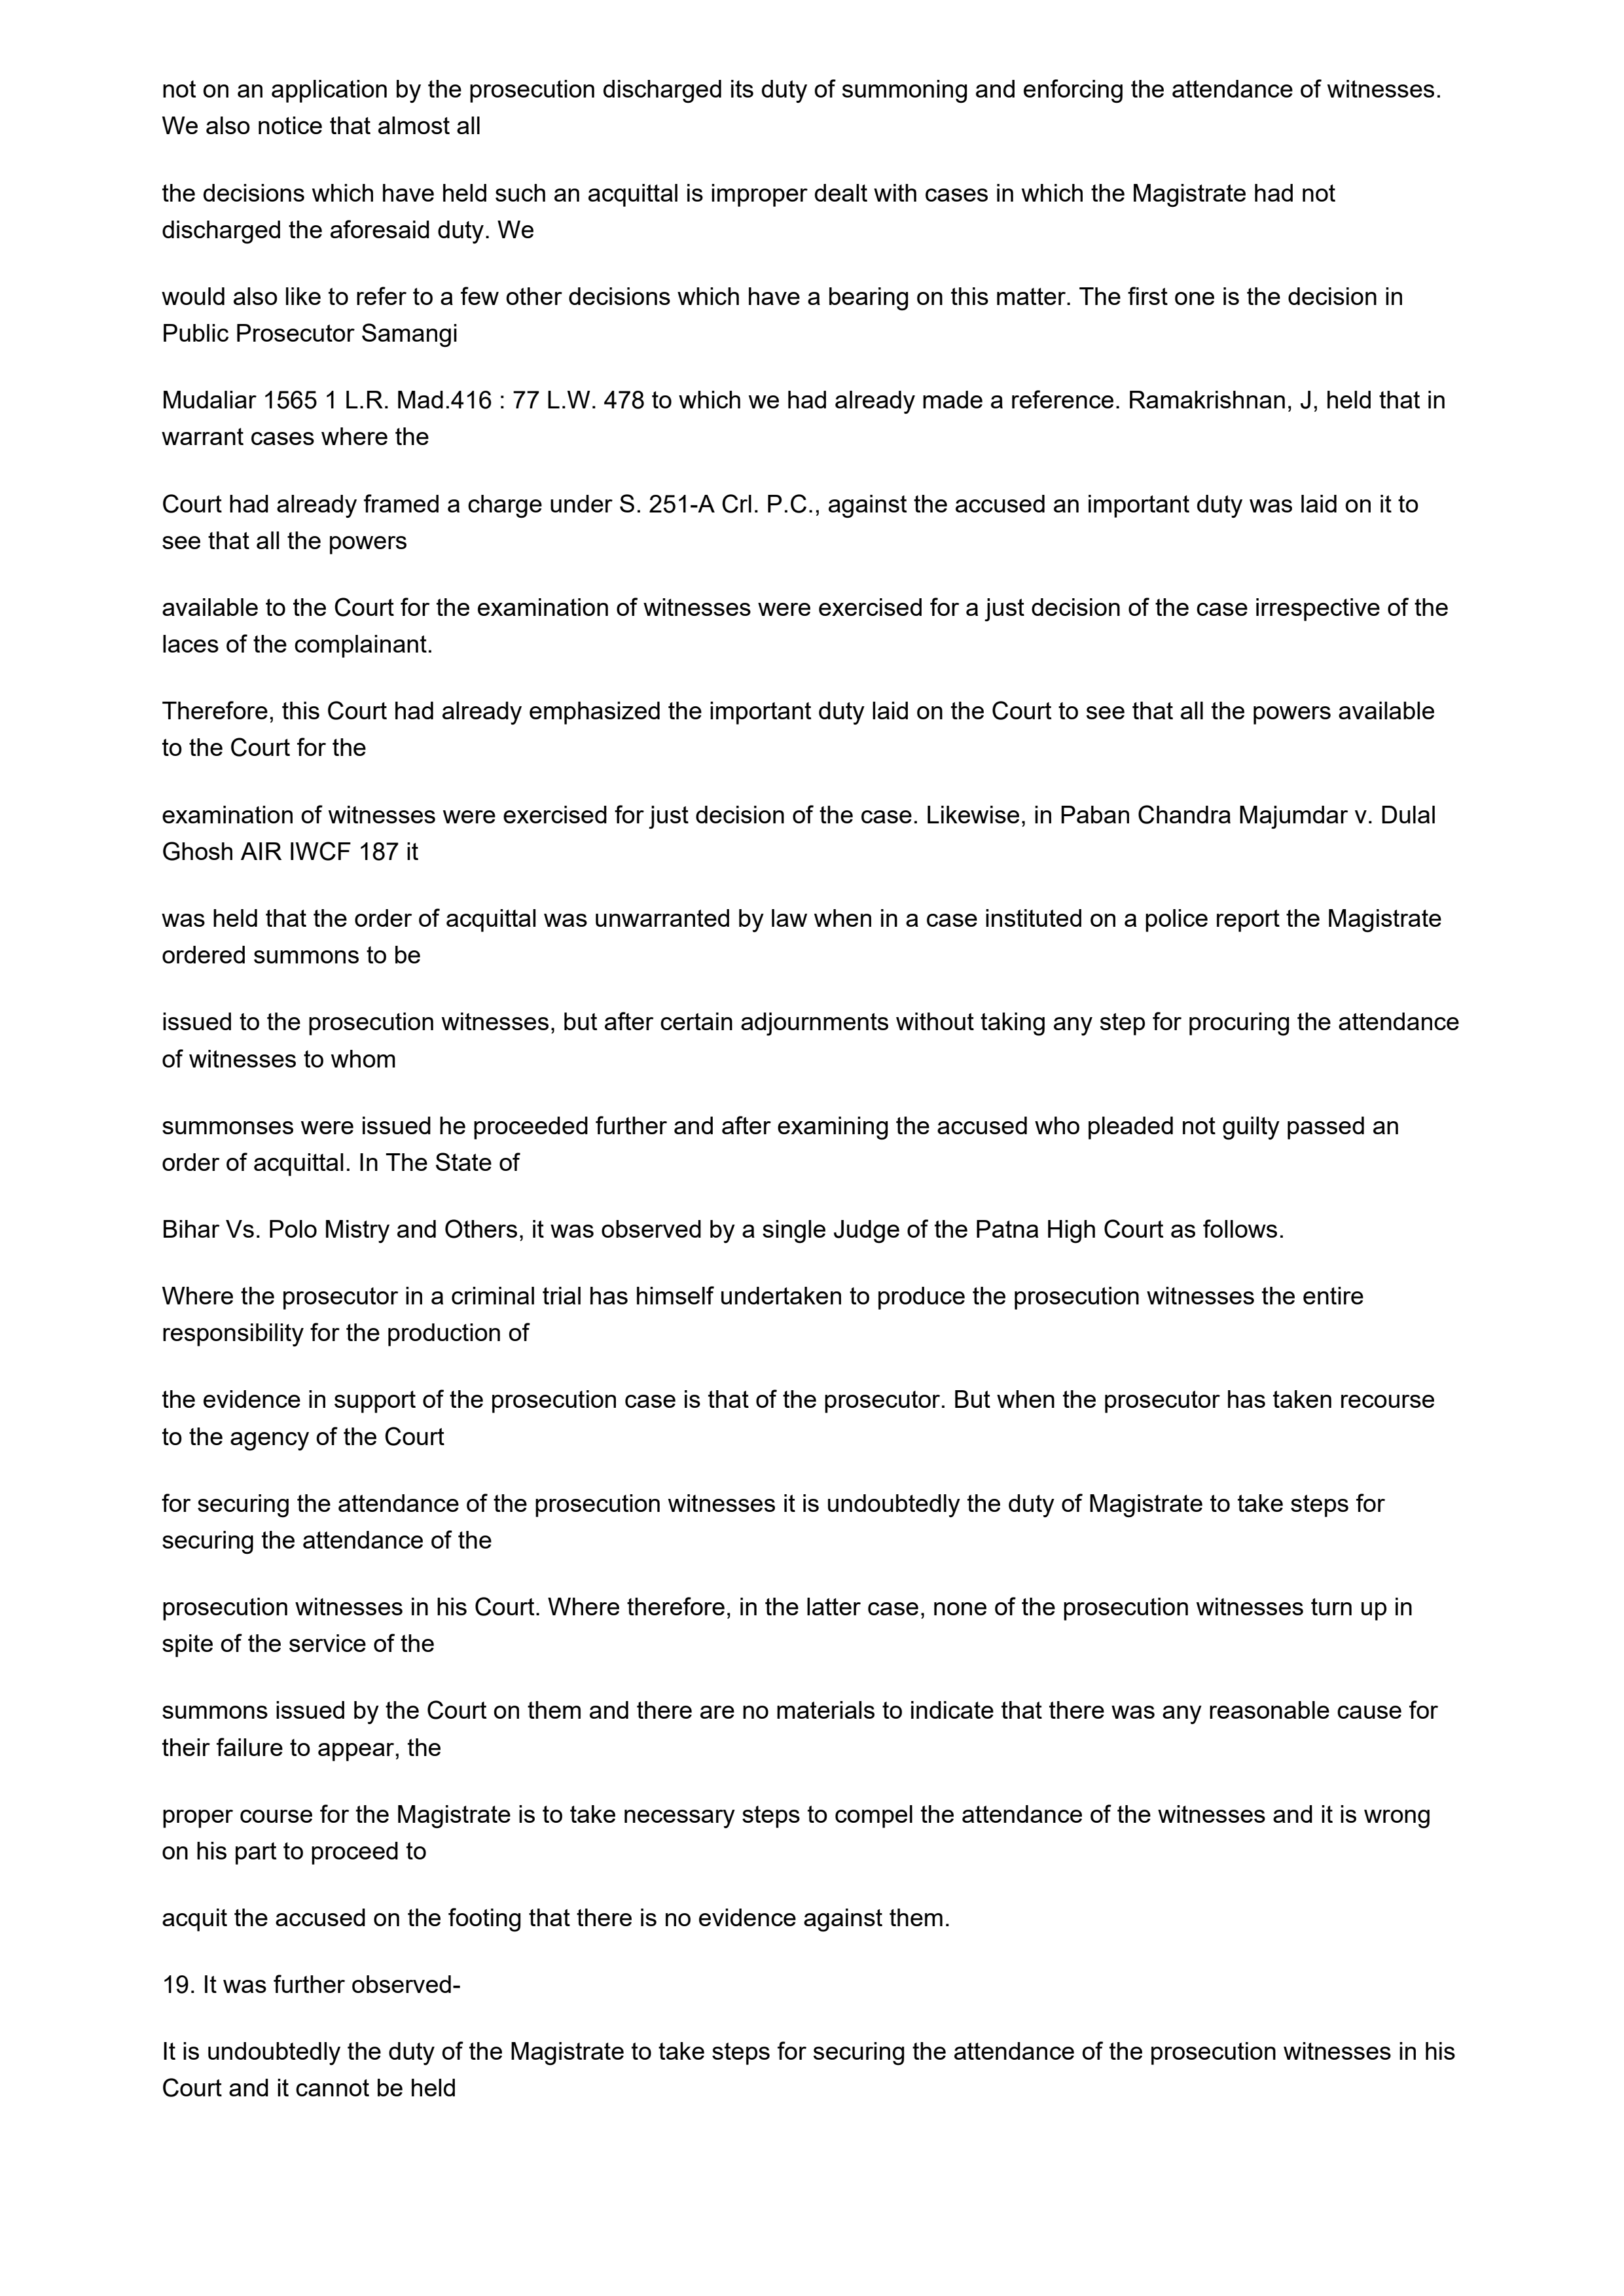 not on an application by the prosecution discharged its duty of summoning and enforcing the attendance of witnesses.
We also notice that almost all
the decisions which have held such an acquittal is improper dealt with cases in which the Magistrate had not
discharged the aforesaid duty. We
would also like to refer to a few other decisions which have a bearing on this matter. The first one is the decision in
Public Prosecutor Samangi
Mudaliar 1565 1 L.R. Mad.416 : 77 L.W. 478 to which we had already made a reference. Ramakrishnan, J, held that in
warrant cases where the
Court had already framed a charge under S. 251-A Crl. P.C., against the accused an important duty was laid on it to
see that all the powers
available to the Court for the examination of witnesses were exercised for a just decision of the case irrespective of the
laces of the complainant.
Therefore, this Court had already emphasized the important duty laid on the Court to see that all the powers available
to the Court for the
examination of witnesses were exercised for just decision of the case. Likewise, in Paban Chandra Majumdar v. Dulal
Ghosh AIR IWCF 187 it
was held that the order of acquittal was unwarranted by law when in a case instituted on a police report the Magistrate
ordered summons to be
issued to the prosecution witnesses, but after certain adjournments without taking any step for procuring the attendance
of witnesses to whom
summonses were issued he proceeded further and after examining the accused who pleaded not guilty passed an
order of acquittal. In The State of
Bihar Vs. Polo Mistry and Others, it was observed by a single Judge of the Patna High Court as follows.
Where the prosecutor in a criminal trial has himself undertaken to produce the prosecution witnesses the entire
responsibility for the production of
the evidence in support of the prosecution case is that of the prosecutor. But when the prosecutor has taken recourse
to the agency of the Court
for securing the attendance of the prosecution witnesses it is undoubtedly the duty of Magistrate to take steps for
securing the attendance of the
prosecution witnesses in his Court. Where therefore, in the latter case, none of the prosecution witnesses turn up in
spite of the service of the
summons issued by the Court on them and there are no materials to indicate that there was any reasonable cause for
their failure to appear, the
proper course for the Magistrate is to take necessary steps to compel the attendance of the witnesses and it is wrong
on his part to proceed to
acquit the accused on the footing that there is no evidence against them.
19. It was further observed-
It is undoubtedly the duty of the Magistrate to take steps for securing the attendance of the prosecution witnesses in his
Court and it cannot be held